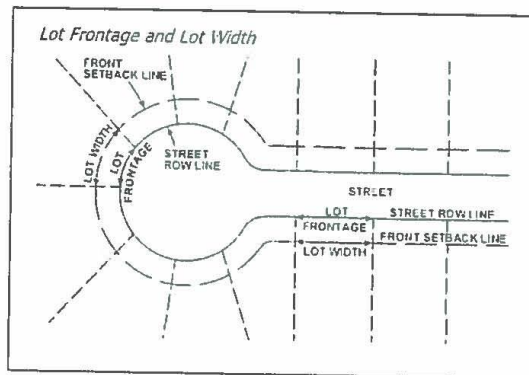 Lot Frontage and Lot Width
FRONT
SETBACK LINE
LOT WIDTH
LOT
FRONTAGE
STREET
ROW LINE
STREET
LOT
FRONTAGE
STREET ROW LINE
FRONT SETBACK LINE
LOT WIDTH